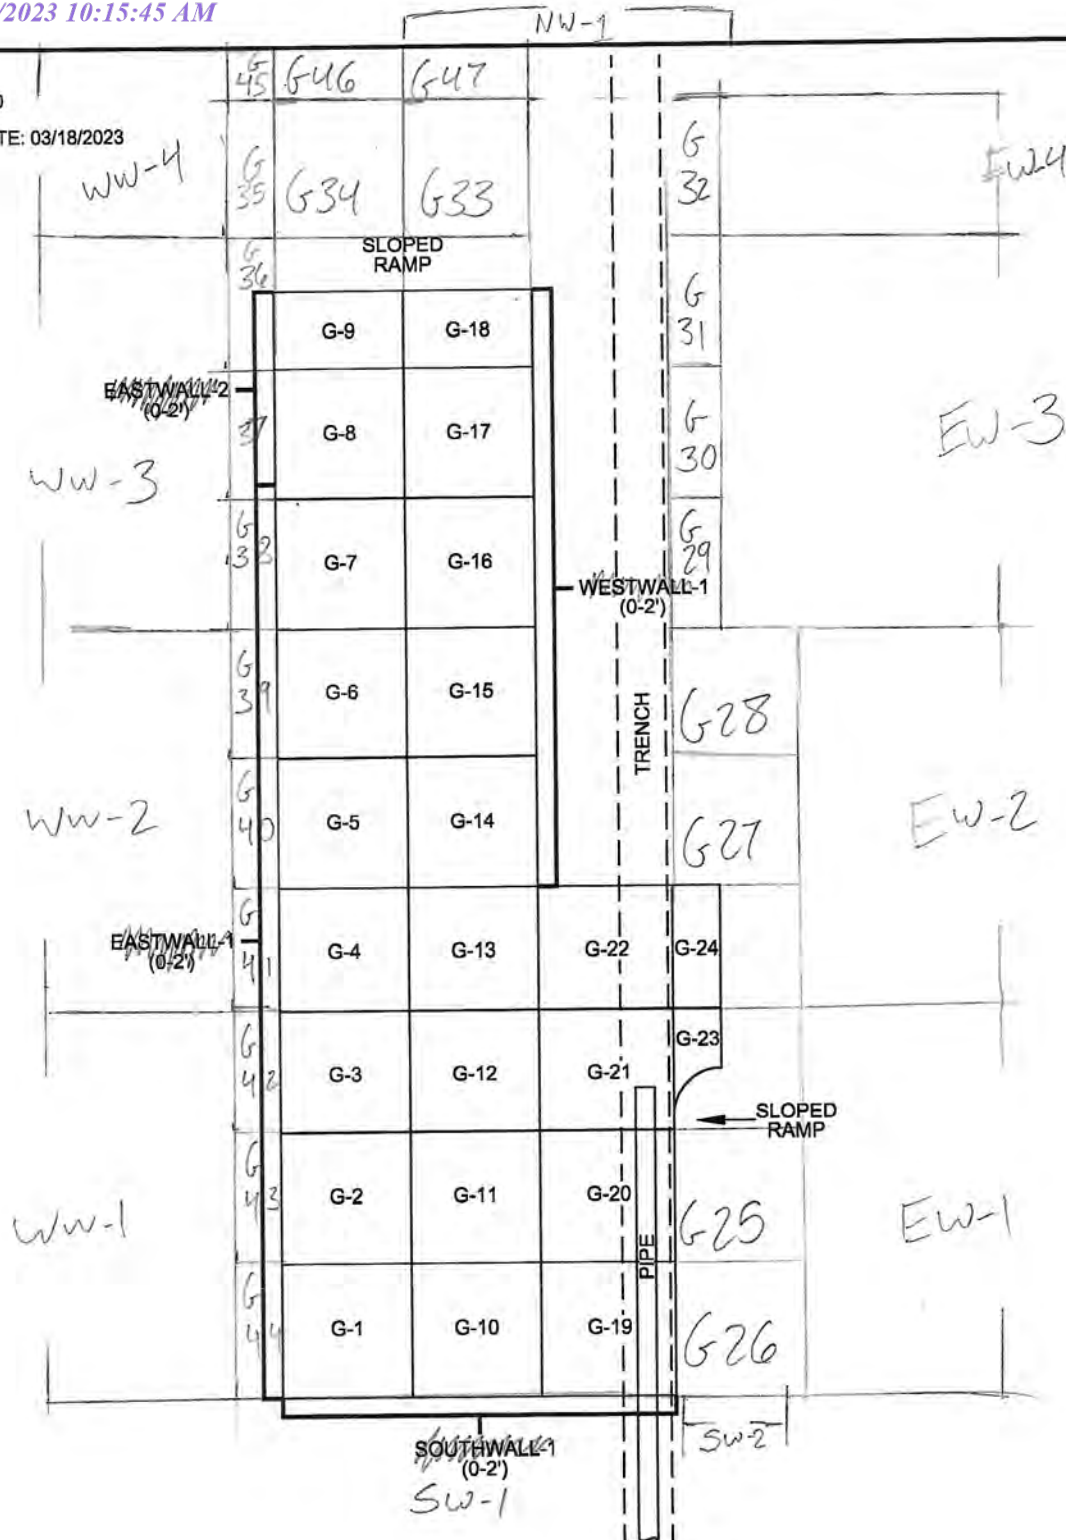 /2023 10:15:45 AM
NW-1
G
45
G46
G47
TE: 03/18/2023
WW-4
G
35
G34
G33
G
32
EW-4
SLOPED
RAMP
G
36
G-9
G-18
G
31
EASTWALL-2
(0-2')
37
G-8
G-17
G
30
EW-3
WW-3
G
38
G-7
G-16
G
29
WESTWALL-1
(0-2')
G
39
G-6
G-15
TRENCH
G28
G
40
G-5
G-14
G27
WW-2
EW-2
G
41
EASTWALL-1
(0-2')
G-4
G-13
G-22
G-24
G
42
G-3
G-12
G-21
G-23
SLOPED
RAMP
G
43
G-2
G-11
G-20
G25
WW-1
EW-1
PIPE
G
44
G-1
G-10
G-19
G26
SW-2
SOUTHWALL-1
(0-2')
SW-1